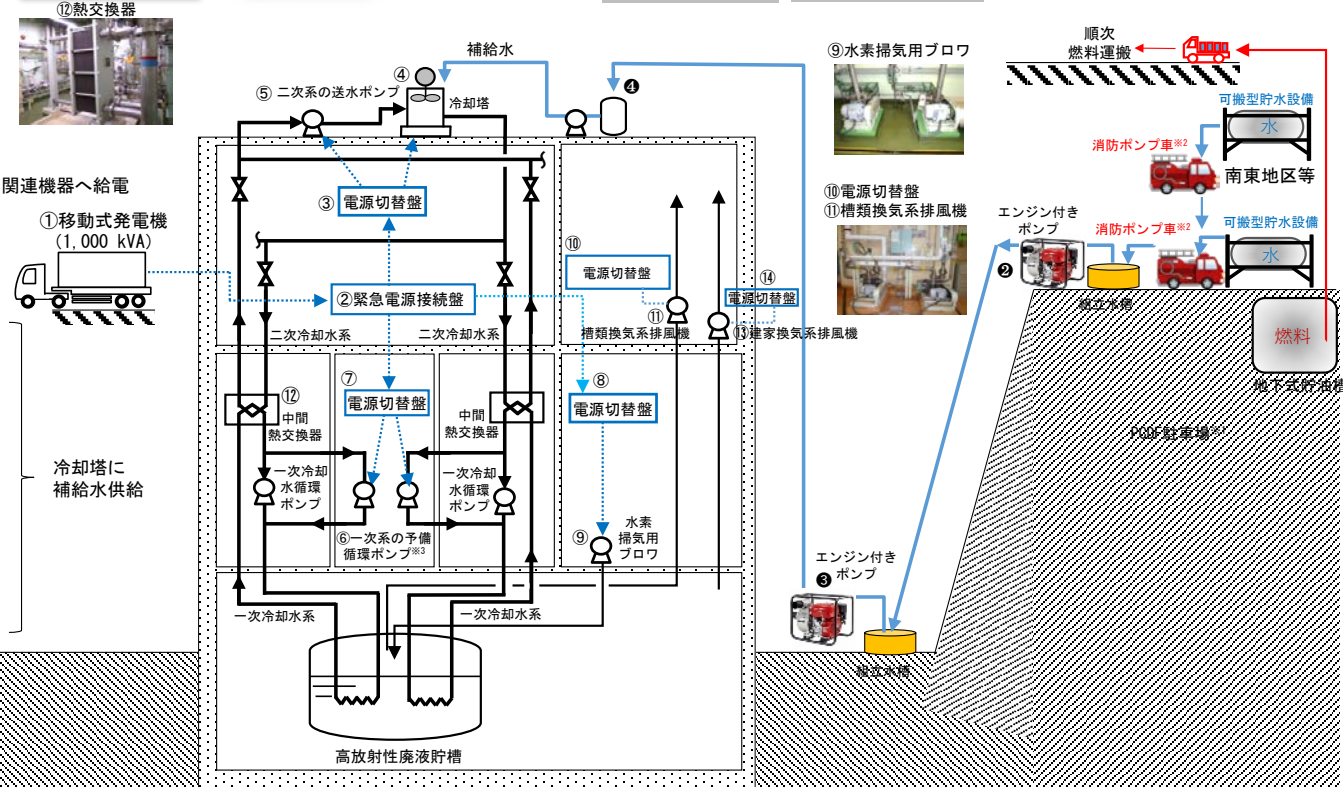 ⑫熱交換器
関連機器へ給電
①移動式発電機
(1,000 kVA)
冷却塔に
補給水供給
補給水
④
⑤ 二次系の送水ポンプ
冷却塔
❹
③
電源切替盤
②緊急電源接続盤
二次冷却水系
二次冷却水系
⑩
電源切替盤
⑭
電源切替盤
⑪
槽類換気系排風機
⑬建家換気系排風機
⑫
中間
熱交換器
⑦
電源切替盤
中間
熱交換器
⑧
電源切替盤
一次冷却
水循環
ポンプ
一次冷却
水循環
ポンプ
⑥一次系の予備
循環ポンプ※3
⑨
水素
掃気用
ブロワ
一次冷却水系
一次冷却水系
高放射性廃液貯槽
⑨水素掃気用ブロワ
⑩電源切替盤
⑪槽類換気系排風機
順次
燃料運搬
可搬型貯水設備
水
消防ポンプ車※2
南東地区等
エンジン付き
ポンプ
❷
消防ポンプ車※2
可搬型貯水設備
水
組立水槽
燃料
地下式貯油槽
PCDF駐車場※1
エンジン付き
ポンプ
❸
組立水槽